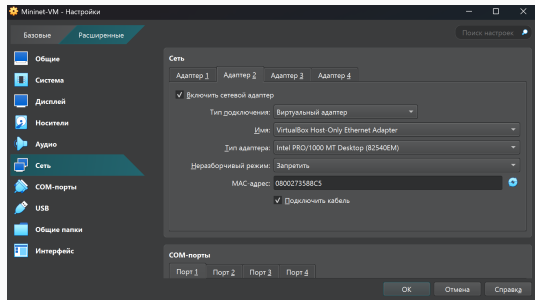 Mininet-VM - Настройки
Базовые Расширенные
Поиск настроек
Общие
Система
Дисплей
Носители
Аудио
Сеть
COM-порты
USB
Общие папки
Интерфейс
Сеть
Адаптер 1 Адаптер 2 Адаптер 3 Адаптер 4
Включить сетевой адаптер
Тип подключения: Виртуальный адаптер
Имя: VirtualBox Host-Only Ethernet Adapter
Тип адаптера: Intel PRO/1000 MT Desktop (82540EM)
Неразборчивый режим: Запретить
MAC-адрес: 0800273588C5
Подключить кабель
COM-порты
Порт 1 Порт 2 Порт 3 Порт 4
OK Отмена Справка